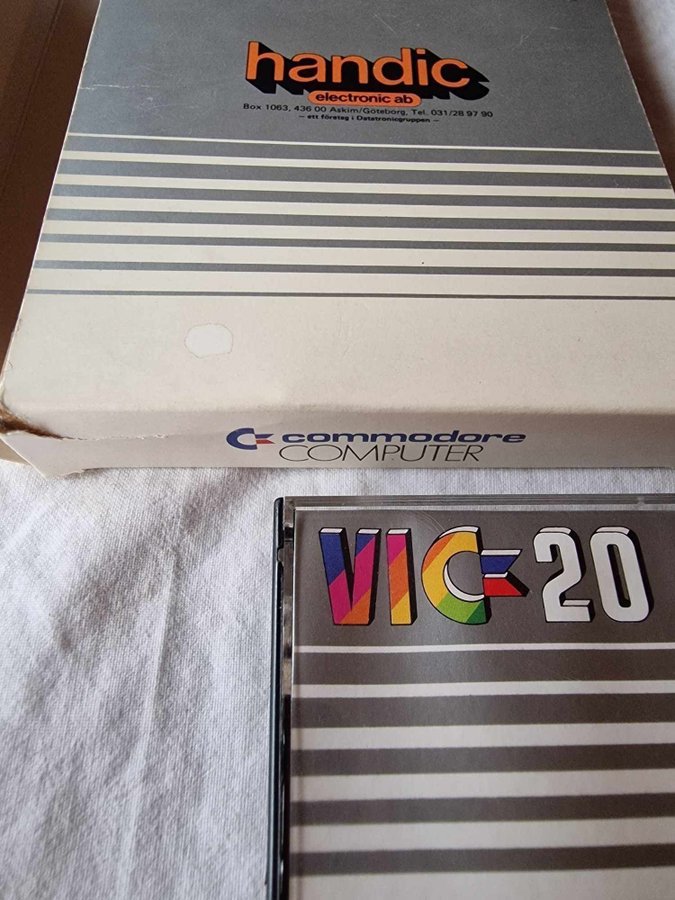 handic
electronic ab
Box 1063, 436 00 Askim/Göteborg, Tel. 031/28 97 90
– ett företag i Datatronicgruppen –
commodore
COMPUTER
VIC 20